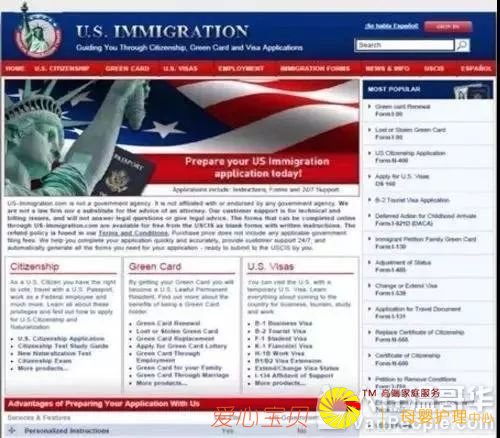 U.S. IMMIGRATION
Guiding You Through Citizenship, Green Card and Visa Applications
Se habla Español!
SIGN IN
Search
HOME
U.S. CITIZENSHIP
GREEN CARD
U.S. VISAS
EMPLOYMENT
IMMIGRATION FORMS
NEWS & INFO
USCIS
ESPAÑOL
PASSPORT
Prepare your US Immigration
application today!
Applications include: Instructions, Forms and 24/7 Support
US-Immigration.com is not a government agency. It is not affiliated with or endorsed by any government agency. We
are not a law firm nor a substitute for the advice of an attorney. Our customer support is for technical and
billing issues, and will not answer legal questions or give legal advice. The forms that can be completed online
through US-Immigration.com are available for free from the USCIS as blank forms with written instructions. The
refund policy is found in our Terms and Conditions. Purchase price does not include any applicable government
filing fees. We help you complete your application quickly and accurately, provide customer support 24/7, and
automatically generate all the forms you need for your application - ready to submit to the USCIS by you.
Citizenship
As a U.S. Citizen you have the right
to vote, travel with a U.S. Passport,
work as a Federal employee and
much more. Learn all about these
privileges and find out how to apply
for U.S Citizenship and
Naturalization
U.S. Citizenship Application
Citizenship Test Study Guide
New Naturalization Test
Citizenship Exam
More products...
Green Card
By getting your Green Card you will
become a U.S. Lawful Permanent
Resident. Find out more about the
benefits of being a Green Card
holder.
Green Card Renewal
Lost or Stolen Green Card
Green Card Replacement
Apply for Green Card Lottery
Green Card Through
Employment
Green Card for your Family
Green Card Through Marriage
More products...
U.S. Visas
You can visit the U.S. with a
temporary U.S. Visa. Learn
everything about coming to the
country for business, tourism, study
and work.
B-1 Business Visa
B-2 Tourist Visa
F-1 Student Visa
K-1 Fiancé(e) Visa
H-1B Work Visa
B1/B2 Visa Extension
Extend/Change Visa Status
I-134 Affidavit of Support
More products...
MOST POPULAR
Green card Renewal
Form I-90
Lost or Stolen Green Card
Form I-90
US Citizenship Application
Form N-400
Apply for U.S. Visas
DS-160
B-2 Tourist Visa Application
Deferred Action for Childhood Arrivals
Form I-821D (DACA)
Immigrant Petition Family Green Card
Form I-130
Adjustment of Status
Form I-485
Change or Extend Visa
Form I-539
Application for Travel Document
Form I-131
Replace Certificate of Citizenship
Form N-565
Certificate of Citizenship
Form N-600
Petition to Remove Conditions
Advantages of Preparing Your Application With Us
Services & Features
Personalized Instructions
Yes
No
爱心宝贝
TM 高端家庭服务
母婴护理中心